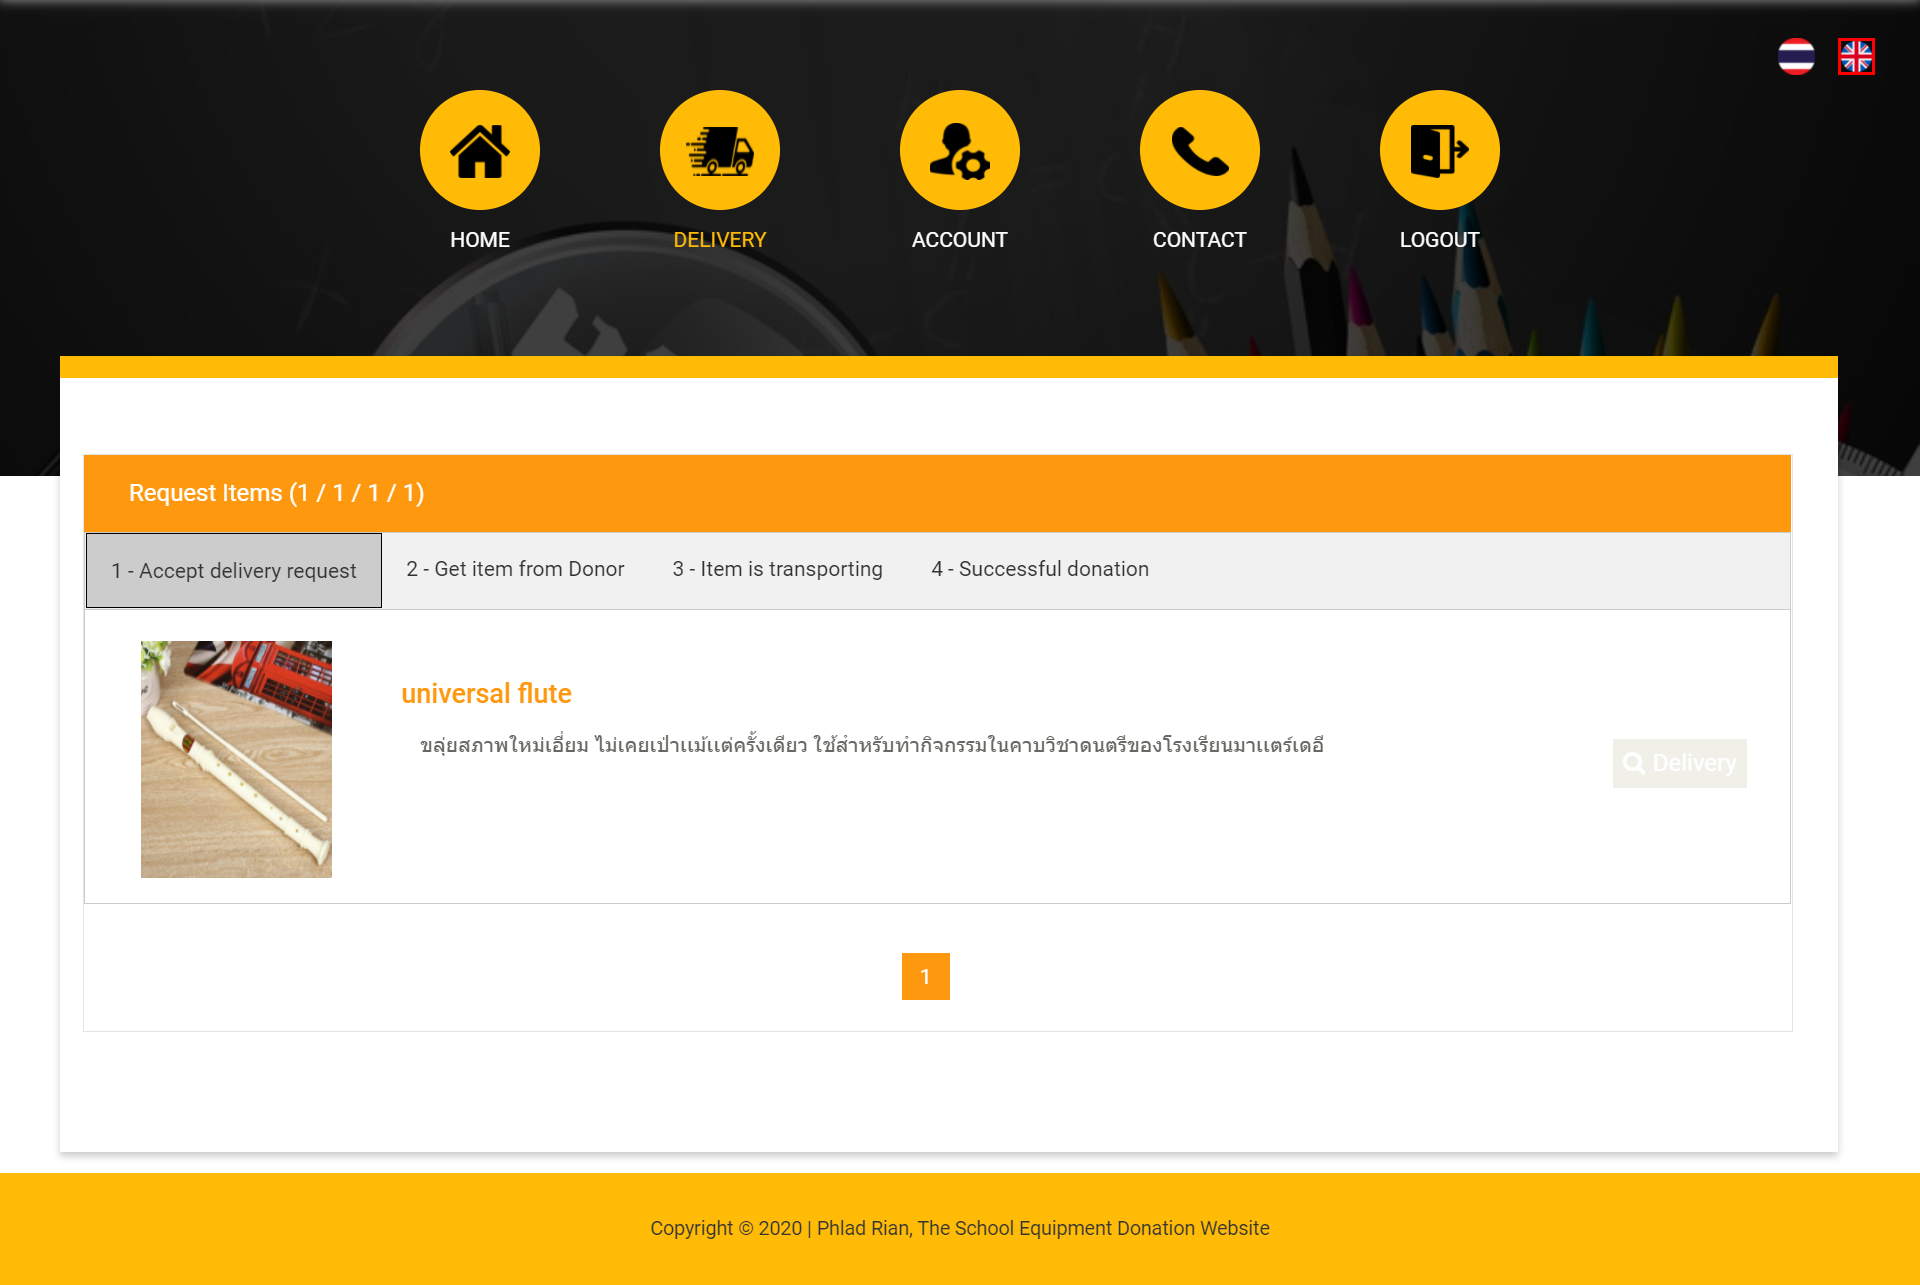 HOME
DELIVERY
ACCOUNT
CONTACT
LOGOUT
Request Items (1 / 1 / 1 / 1)
1 - Accept delivery request
2 - Get item from Donor
3 - Item is transporting
4 - Successful donation
universal flute
ขลุ่ยสภาพใหม่เอี่ยม ไม่เคยเป่าแม้แต่ครั้งเดียว ใช้สำหรับทำกิจกรรมในคาบวิชาดนตรีของโรงเรียนมาแตร์เดอี
Delivery
1
Copyright © 2020 | Phlad Rian, The School Equipment Donation Website